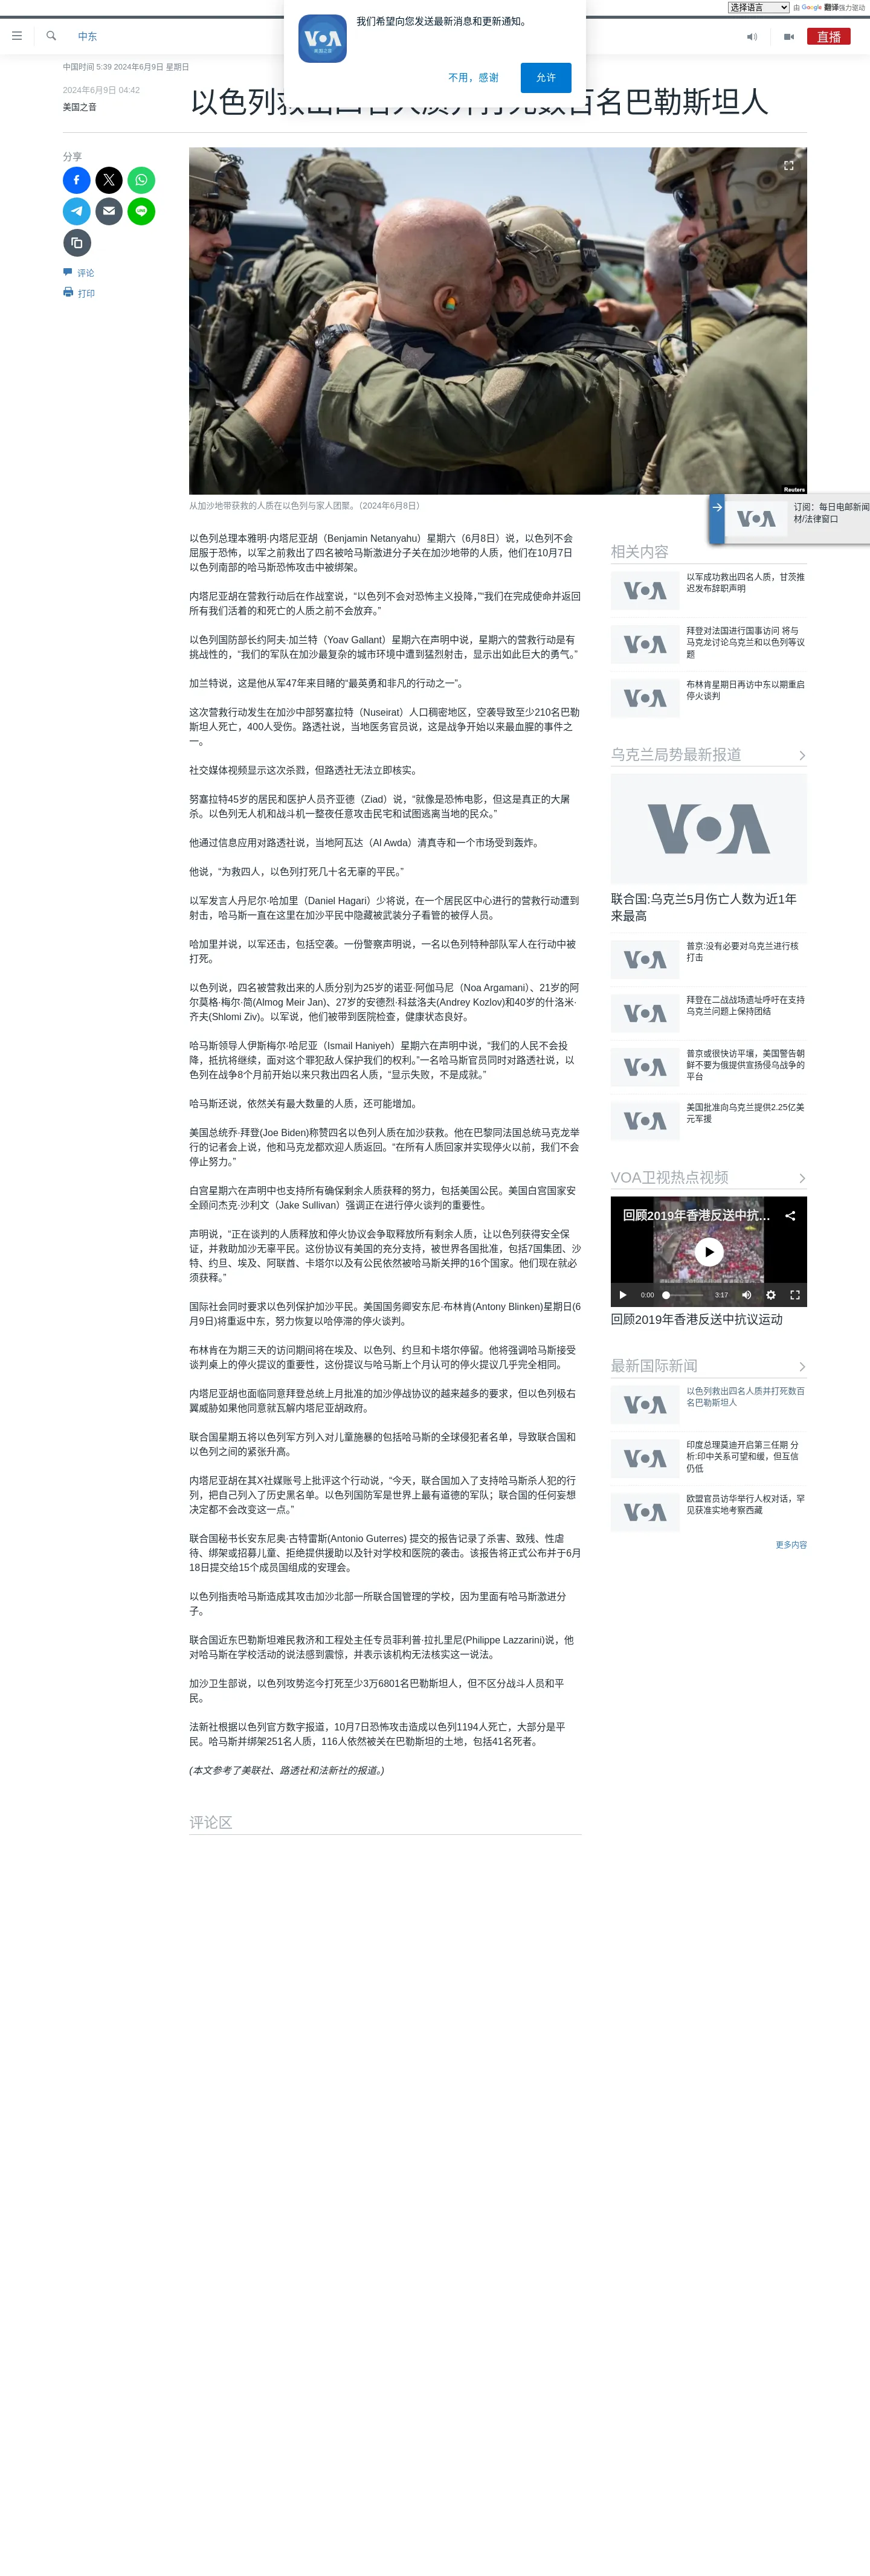 选择语言 由 Google 翻译强力驱动
我们希望向您发送最新消息和更新通知。
VOA
美国之音
不用，感谢
允许
中东
直播
中国时间 5:39 2024年6月9日 星期日
2024年6月9日 04:42
美国之音
以色列救出四名人质并打死数百名巴勒斯坦人
分享
评论
打印
Reuters
从加沙地带获救的人质在以色列与家人团聚。（2024年6月8日）
以色列总理本雅明·内塔尼亚胡（Benjamin Netanyahu）星期六（6月8日）说，以色列不会
屈服于恐怖，以军之前救出了四名被哈马斯激进分子关在加沙地带的人质，他们在10月7日
以色列南部的哈马斯恐怖攻击中被绑架。
内塔尼亚胡在营救行动后在作战室说，“以色列不会对恐怖主义投降，”“我们在完成使命并返回
所有我们活着的和死亡的人质之前不会放弃。”
以色列国防部长约阿夫·加兰特（Yoav Gallant）星期六在声明中说，星期六的营救行动是有
挑战性的，“我们的军队在加沙最复杂的城市环境中遭到猛烈射击，显示出如此巨大的勇气。”
加兰特说，这是他从军47年来目睹的“最英勇和非凡的行动之一”。
这次营救行动发生在加沙中部努塞拉特（Nuseirat）人口稠密地区，空袭导致至少210名巴勒
斯坦人死亡，400人受伤。路透社说，当地医务官员说，这是战争开始以来最血腥的事件之
一。
社交媒体视频显示这次杀戮，但路透社无法立即核实。
努塞拉特45岁的居民和医护人员齐亚德（Ziad）说，“就像是恐怖电影，但这是真正的大屠
杀。以色列无人机和战斗机一整夜任意攻击民宅和试图逃离当地的民众。”
他通过信息应用对路透社说，当地阿瓦达（Al Awda）清真寺和一个市场受到轰炸。
他说，“为救四人，以色列打死几十名无辜的平民。”
以军发言人丹尼尔·哈加里（Daniel Hagari）少将说，在一个居民区中心进行的营救行动遭到
射击，哈马斯一直在这里在加沙平民中隐藏被武装分子看管的被俘人员。
哈加里并说，以军还击，包括空袭。一份警察声明说，一名以色列特种部队军人在行动中被
打死。
以色列说，四名被营救出来的人质分别为25岁的诺亚·阿伽马尼（Noa Argamani）、21岁的阿
尔莫格·梅尔·简(Almog Meir Jan)、27岁的安德烈·科兹洛夫(Andrey Kozlov)和40岁的什洛米·
齐夫(Shlomi Ziv)。以军说，他们被带到医院检查，健康状态良好。
哈马斯领导人伊斯梅尔·哈尼亚（Ismail Haniyeh）星期六在声明中说，“我们的人民不会投
降，抵抗将继续，面对这个罪犯敌人保护我们的权利。”一名哈马斯官员同时对路透社说，以
色列在战争8个月前开始以来只救出四名人质，“显示失败，不是成就。”
哈马斯还说，依然关有最大数量的人质，还可能增加。
美国总统乔·拜登(Joe Biden)称赞四名以色列人质在加沙获救。他在巴黎同法国总统马克龙举
行的记者会上说，他和马克龙都欢迎人质返回。“在所有人质回家并实现停火以前，我们不会
停止努力。”
白宫星期六在声明中也支持所有确保剩余人质获释的努力，包括美国公民。美国白宫国家安
全顾问杰克·沙利文（Jake Sullivan）强调正在进行停火谈判的重要性。
声明说，“正在谈判的人质释放和停火协议会争取释放所有剩余人质，让以色列获得安全保
证，并救助加沙无辜平民。这份协议有美国的充分支持，被世界各国批准，包括7国集团、沙
特、约旦、埃及、阿联酋、卡塔尔以及有公民依然被哈马斯关押的16个国家。他们现在就必
须获释。”
国际社会同时要求以色列保护加沙平民。美国国务卿安东尼·布林肯(Antony Blinken)星期日(6
月9日)将重返中东，努力恢复以哈停滞的停火谈判。
布林肯在为期三天的访问期间将在埃及、以色列、约旦和卡塔尔停留。他将强调哈马斯接受
谈判桌上的停火提议的重要性，这份提议与哈马斯上个月认可的停火提议几乎完全相同。
内塔尼亚胡也面临同意拜登总统上月批准的加沙停战协议的越来越多的要求，但以色列极右
翼威胁如果他同意就瓦解内塔尼亚胡政府。
联合国星期五将以色列军方列入对儿童施暴的包括哈马斯的全球侵犯者名单，导致联合国和
以色列之间的紧张升高。
内塔尼亚胡在其X社媒账号上批评这个行动说，“今天，联合国加入了支持哈马斯杀人犯的行
列，把自己列入了历史黑名单。以色列国防军是世界上最有道德的军队；联合国的任何妄想
决定都不会改变这一点。”
联合国秘书长安东尼奥·古特雷斯(Antonio Guterres) 提交的报告记录了杀害、致残、性虐
待、绑架或招募儿童、拒绝提供援助以及针对学校和医院的袭击。该报告将正式公布并于6月
18日提交给15个成员国组成的安理会。
以色列指责哈马斯造成其攻击加沙北部一所联合国管理的学校，因为里面有哈马斯激进分
子。
联合国近东巴勒斯坦难民救济和工程处主任专员菲利普·拉扎里尼(Philippe Lazzarini)说，他
对哈马斯在学校活动的说法感到震惊，并表示该机构无法核实这一说法。
加沙卫生部说，以色列攻势迄今打死至少3万6801名巴勒斯坦人，但不区分战斗人员和平
民。
法新社根据以色列官方数字报道，10月7日恐怖攻击造成以色列1194人死亡，大部分是平
民。哈马斯并绑架251名人质，116人依然被关在巴勒斯坦的土地，包括41名死者。
(本文参考了美联社、路透社和法新社的报道。)
评论区
订阅：每日电邮新闻
材/法律窗口
相关内容
以军成功救出四名人质，甘茨推
迟发布辞职声明
拜登对法国进行国事访问 将与
马克龙讨论乌克兰和以色列等议
题
布林肯星期日再访中东以期重启
停火谈判
乌克兰局势最新报道
VOA
联合国:乌克兰5月伤亡人数为近1年
来最高
普京:没有必要对乌克兰进行核
打击
拜登在二战战场遗址呼吁在支持
乌克兰问题上保持团结
普京或很快访平壤，美国警告朝
鲜不要为俄提供宣扬侵乌战争的
平台
美国批准向乌克兰提供2.25亿美
元军援
VOA卫视热点视频
回顾2019年香港反送中抗…
0:00
3:17
回顾2019年香港反送中抗议运动
最新国际新闻
以色列救出四名人质并打死数百
名巴勒斯坦人
印度总理莫迪开启第三任期 分
析:印中关系可望和缓，但互信
仍低
欧盟官员访华举行人权对话，罕
见获准实地考察西藏
更多内容